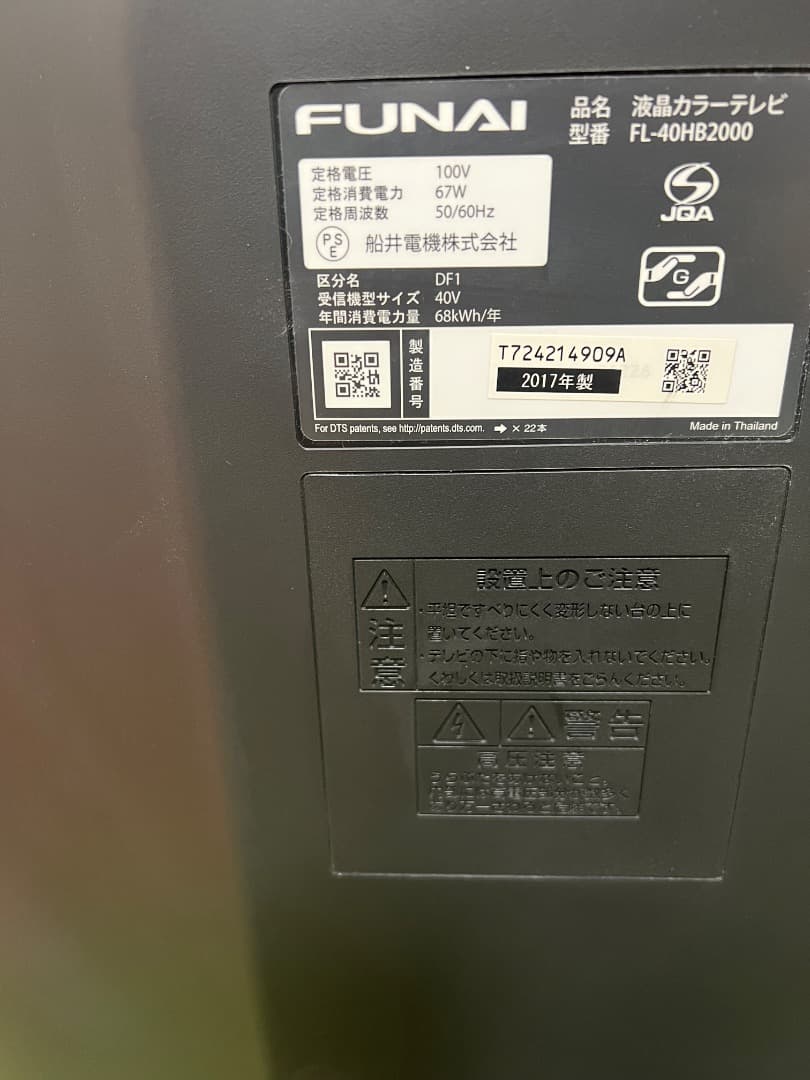 FUNAI
品名 液晶カラーテレビ
型番 FL-40HB2000
定格電圧 100V
定格消費電力 67W
定格周波数 50/60Hz
PSE 船井電機株式会社
JQA
G
区分名 DF1
受信機型サイズ 40V
年間消費電力量 68kWh/年
製造番号
T724214909A
2017年製
For DTS patents, see http://patents.dts.com. ➡ × 22本
Made in Thailand
注意
設置上のご注意
・平坦ですべりにくく変形しない台の上に
置いてください。
・テレビの下に指や物を入れないでください。
くわしくは取扱説明書をごらんください。
警告
高圧注意